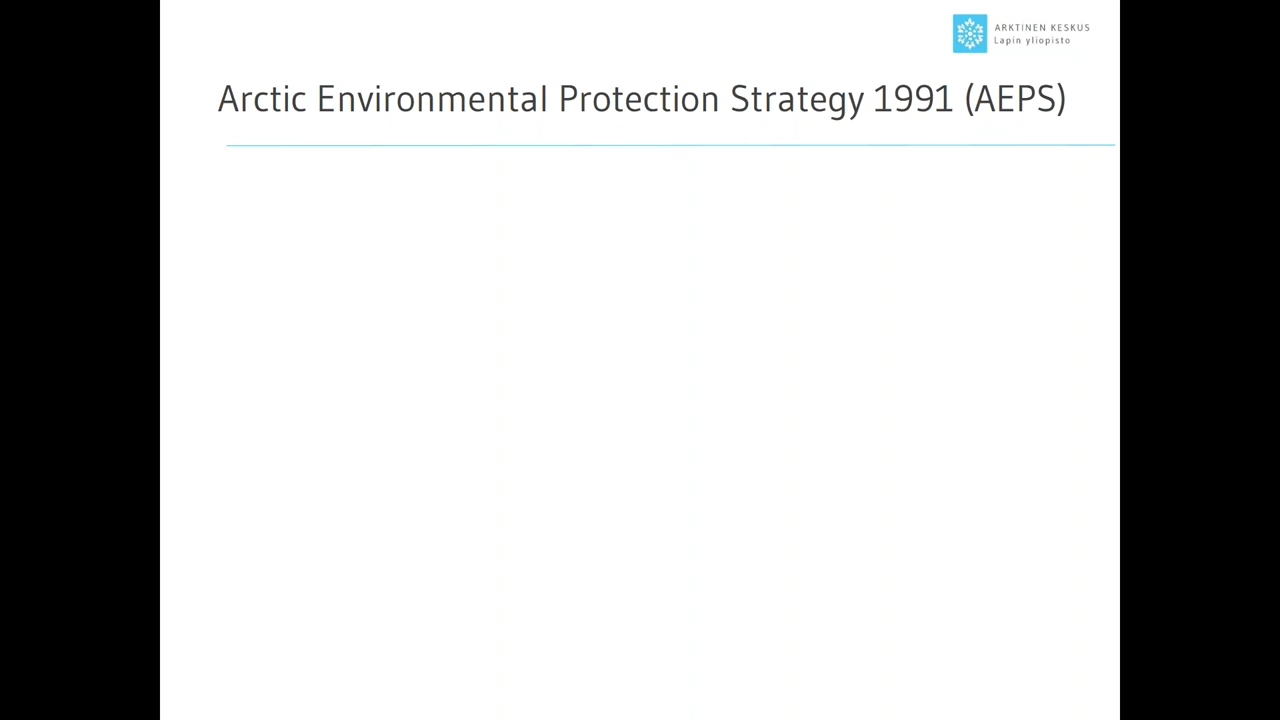 ARKTINEN KESKUS
Lapin yliopisto
Arctic Environmental Protection Strategy 1991 (AEPS)